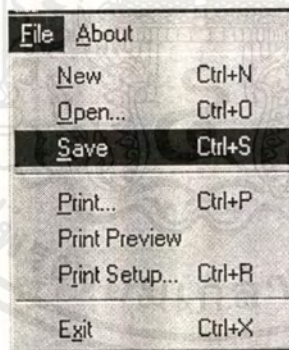 File About
New Ctrl+N
Open... Ctrl+O
Save Ctrl+S
Print... Ctrl+P
Print Preview
Print Setup... Ctrl+R
Exit Ctrl+X